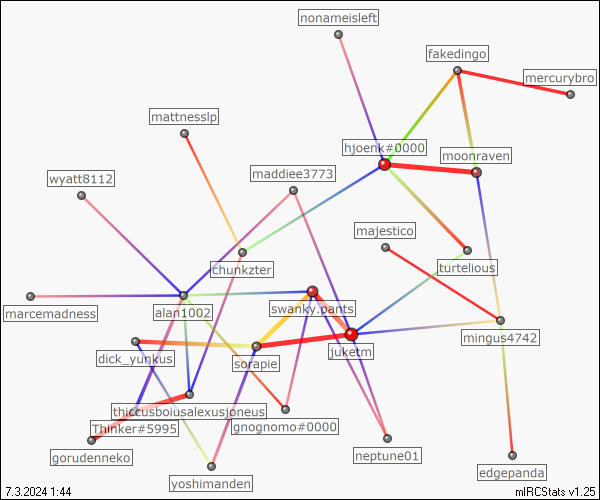 nonameisleft
fakedingo
mercurybro
mattnesslp
hjoenk#0000
moonraven
wyatt8112
maddiee3773
majestico
chunkzter
turtelious
marcemadness
alan1002
swanky.pants
dick_yunkus
sorapie
juketm
mingus4742
thiccusboiusalexusjoneus
Thinker#5995
gnognomo#0000
gorudenneko
neptune01
yoshimanden
edgepanda
7.3.2024 1:44
mIRCStats v1.25